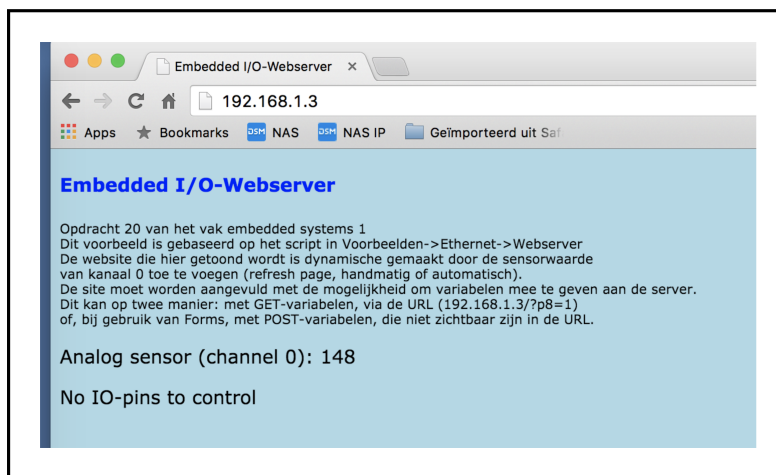 Embedded I/O-Webserver ×
192.168.1.3
Apps Bookmarks DSM NAS DSM NAS IP Geïmporteerd uit Saf
Embedded I/O-Webserver
Opdracht 20 van het vak embedded systems 1
Dit voorbeeld is gebaseerd op het script in Voorbeelden->Ethernet->Webserver
De website die hier getoond wordt is dynamische gemaakt door de sensorwaarde
van kanaal 0 toe te voegen (refresh page, handmatig of automatisch).
De site moet worden aangevuld met de mogelijkheid om variabelen mee te geven aan de server.
Dit kan op twee manier: met GET-variabelen, via de URL (192.168.1.3/?p8=1)
of, bij gebruik van Forms, met POST-variabelen, die niet zichtbaar zijn in de URL.
Analog sensor (channel 0): 148
No IO-pins to control